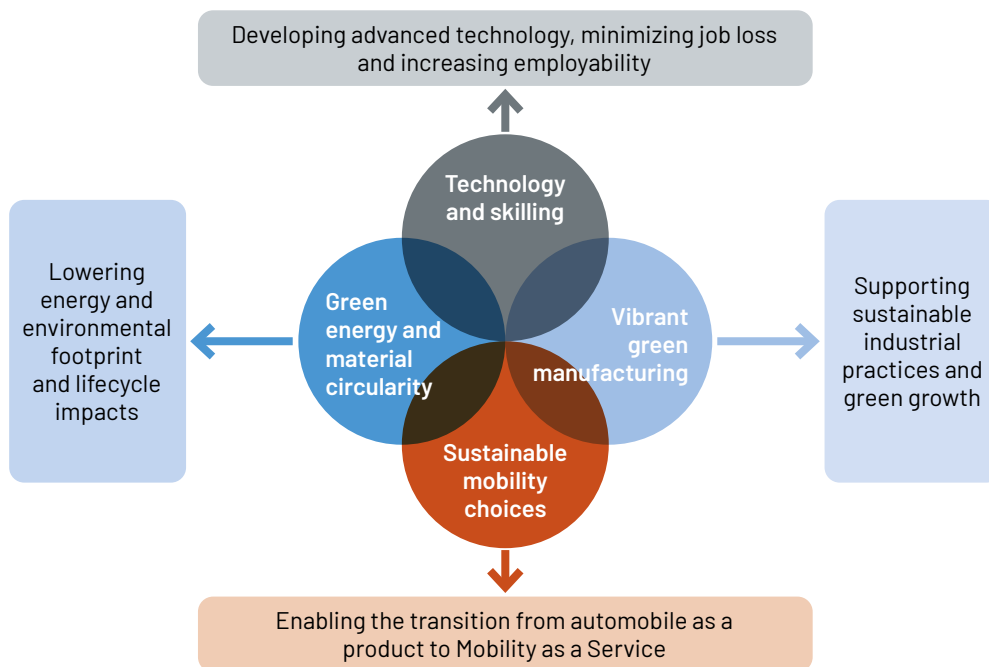 Developing advanced technology, minimizing job loss
and increasing employability
Technology
and skilling
Lowering
energy and
environmental
footprint
and lifecycle
impacts
Green
energy and
material
circularity
Vibrant
green
manufacturing
Supporting
sustainable
industrial
practices and
green growth
Sustainable
mobility
choices
Enabling the transition from automobile as a
product to Mobility as a Service